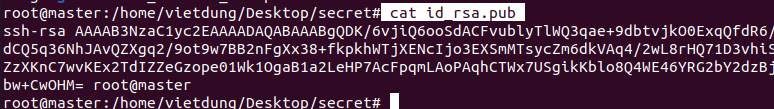 root@master:/home/vietdung/Desktop/secret# cat id_rsa.pub
ssh-rsa AAAAB3NzaC1yc2EAAAADAQABAAABgQDK/6vjiQ6ooSdACFvublyTlWQ3qae+9dbtvjkO0ExqQfdR6/
dCQ5q36NhJAvQZXgq2/9ot9w7BB2nFgXx38+fkpkhWTjXENcIjo3EXSmMTsycZm6dkVAq4/2wL8rHQ71D3vhiS
ZzXKnC7wvKEx2TdIZZeGzope01Wk1OgaB1a2LeHP7AcFpqmLAoPAqhCTWx7USgikKblo8Q4WE46YRG2bY2dzBj
bw+CwOHM= root@master
root@master:/home/vietdung/Desktop/secret#